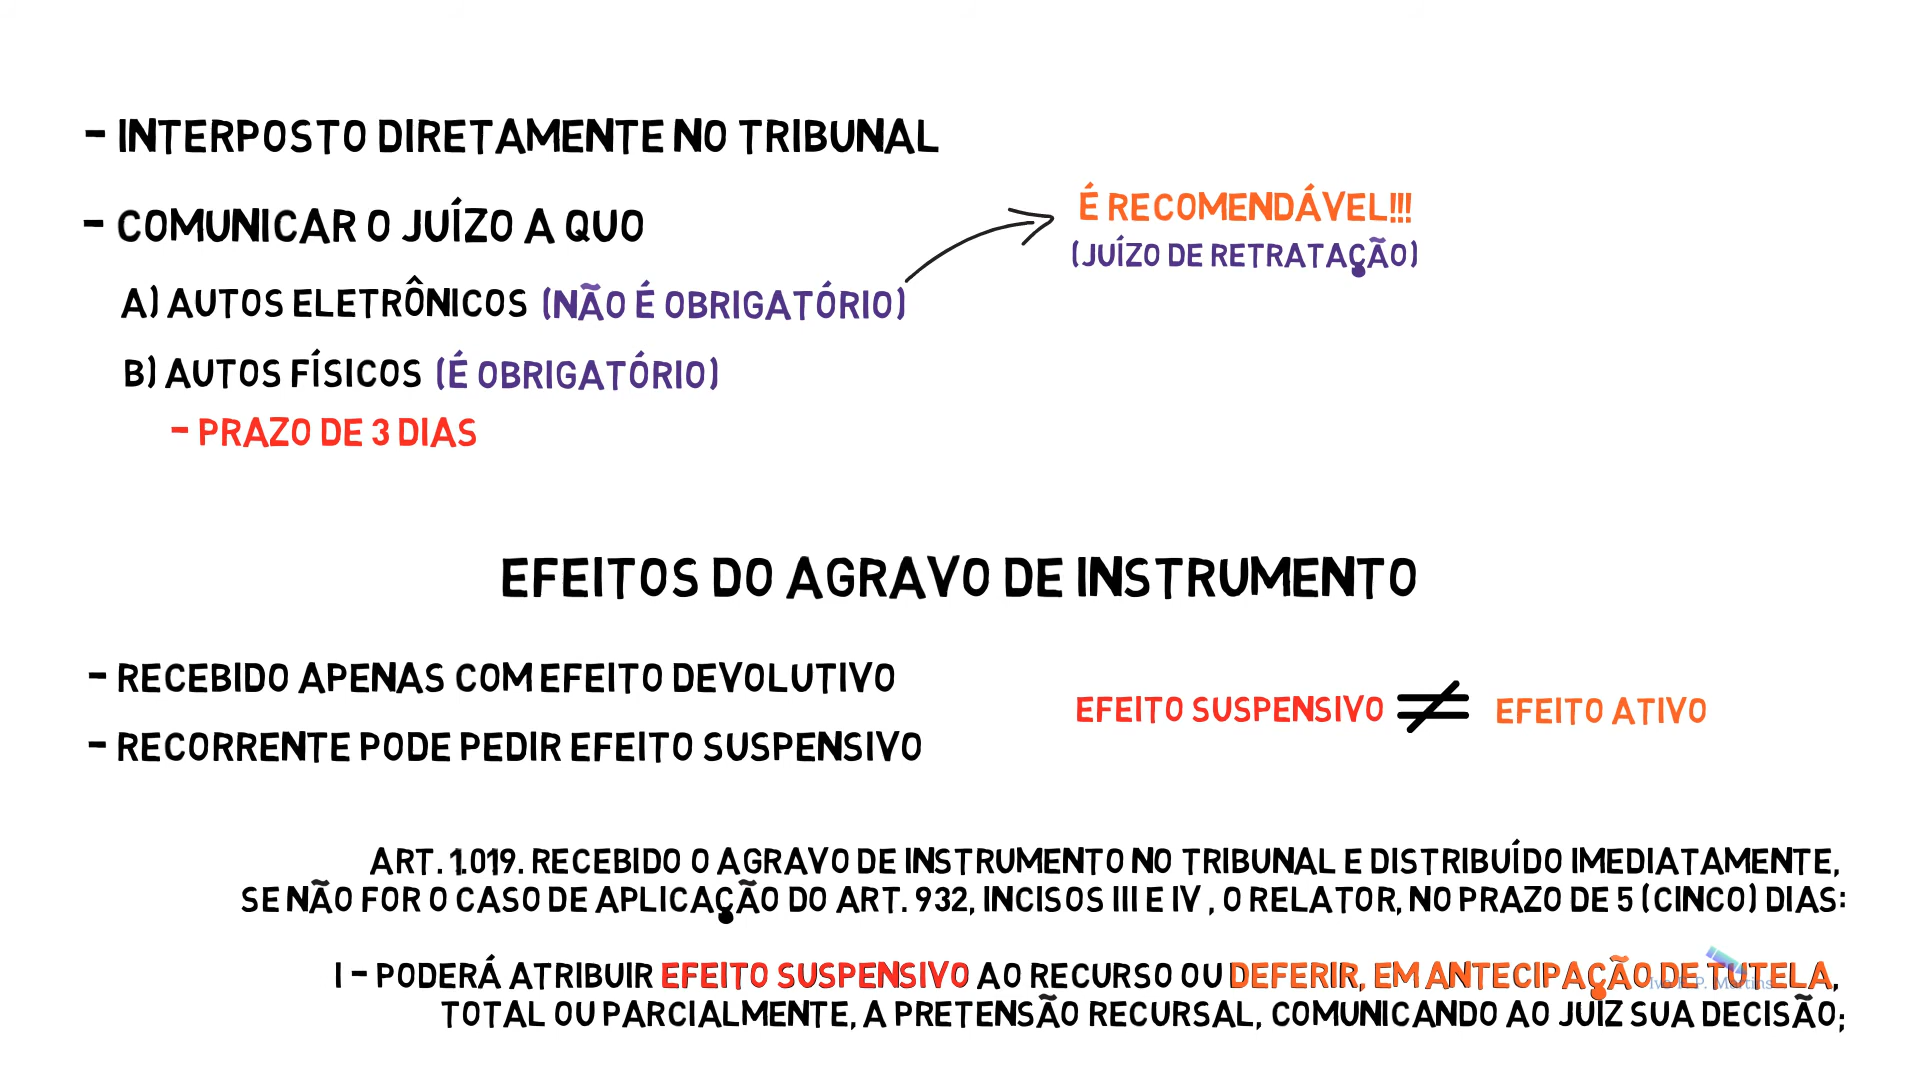 - INTERPOSTO DIRETAMENTE NO TRIBUNAL
- COMUNICAR O JUÍZO A QUO
É RECOMENDÁVEL!!!
(JUÍZO DE RETRATAÇÃO)
A) AUTOS ELETRÔNICOS (NÃO É OBRIGATÓRIO)
B) AUTOS FÍSICOS (É OBRIGATÓRIO)
- PRAZO DE 3 DIAS
EFEITOS DO AGRAVO DE INSTRUMENTO
- RECEBIDO APENAS COM EFEITO DEVOLUTIVO
- RECORRENTE PODE PEDIR EFEITO SUSPENSIVO
EFEITO SUSPENSIVO ≠ EFEITO ATIVO
ART. 1.019. RECEBIDO O AGRAVO DE INSTRUMENTO NO TRIBUNAL E DISTRIBUÍDO IMEDIATAMENTE,
SE NÃO FOR O CASO DE APLICAÇÃO DO ART. 932, INCISOS III E IV , O RELATOR, NO PRAZO DE 5 (CINCO) DIAS:
I - PODERÁ ATRIBUIR EFEITO SUSPENSIVO AO RECURSO OU DEFERIR, EM ANTECIPAÇÃO DE TUTELA,
TOTAL OU PARCIALMENTE, A PRETENSÃO RECURSAL, COMUNICANDO AO JUIZ SUA DECISÃO;
P. Martins